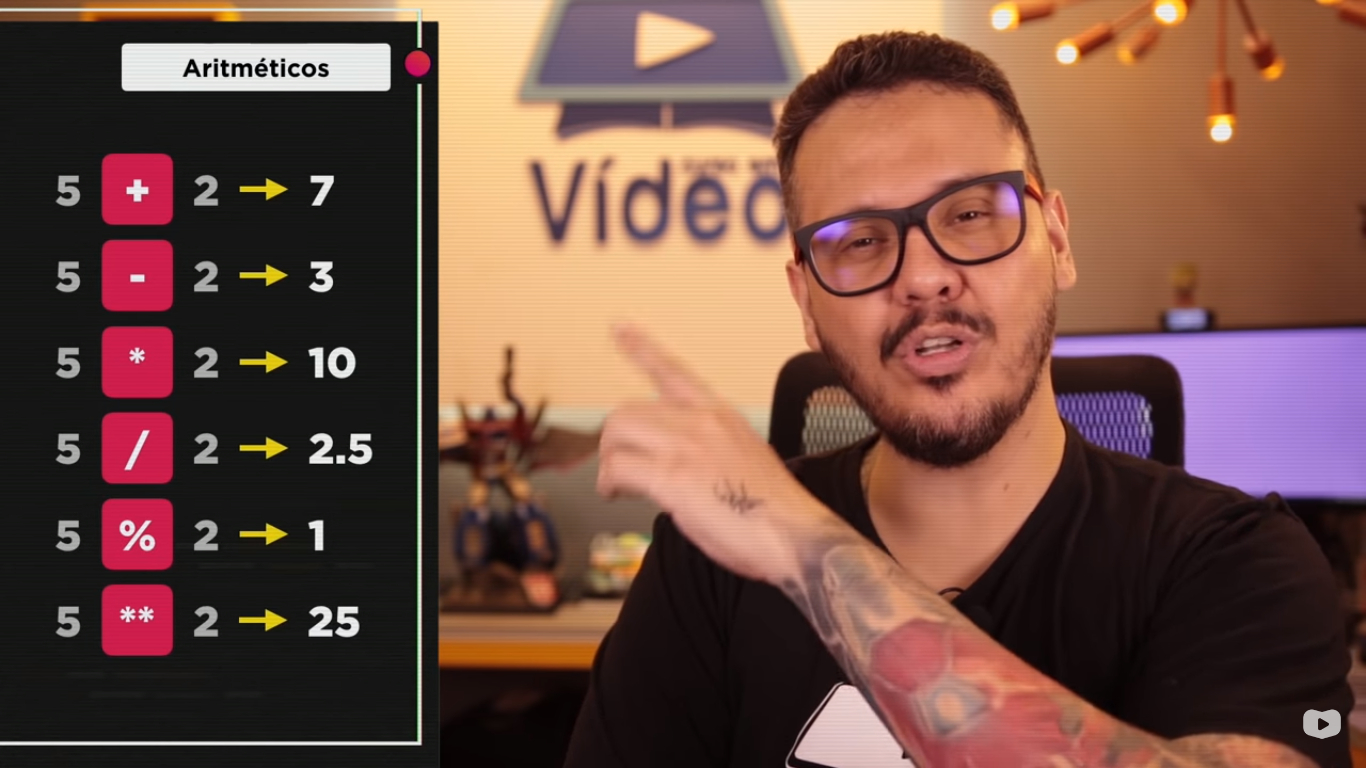 Aritméticos
5 + 2 → 7
5 - 2 → 3
5 * 2 → 10
5 / 2 → 2.5
5 % 2 → 1
5 ** 2 → 25
Vídeo